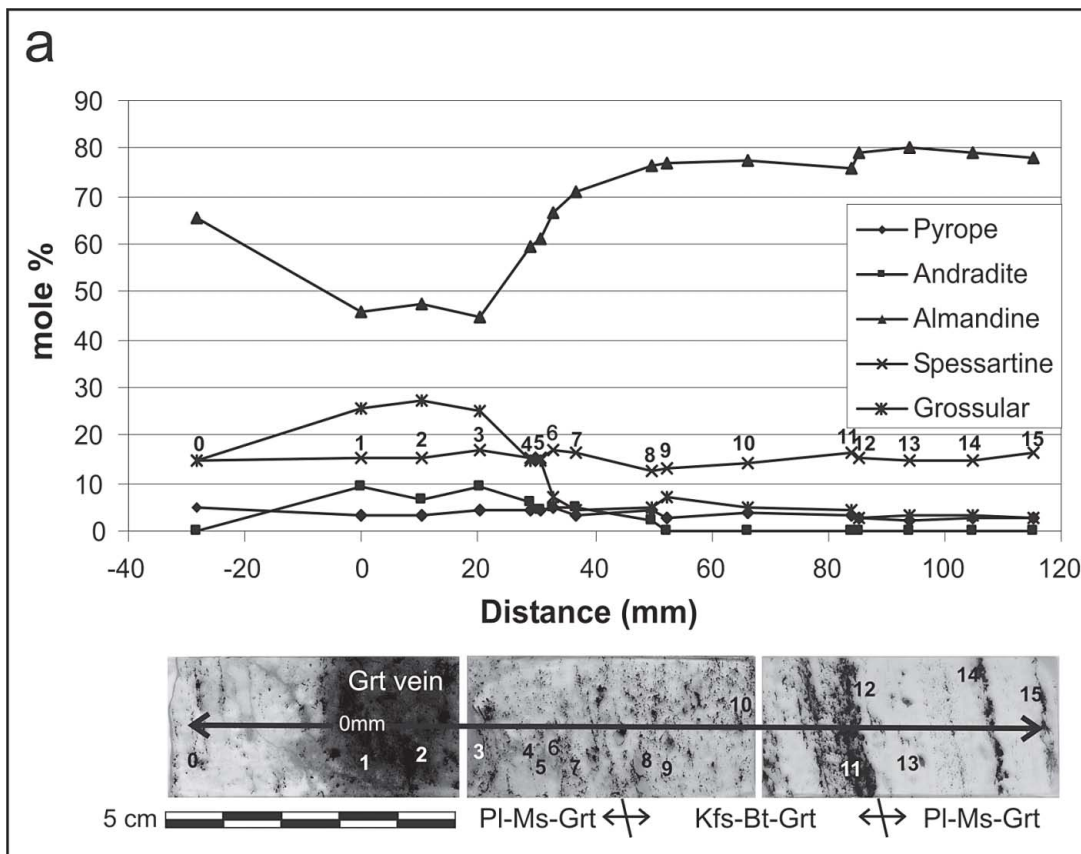 a
90
80
70
60
50
40
30
20
10
0
mole %
Pyrope
Andradite
Almandine
Spessartine
Grossular
0 1 2 3 4 5 6 7 8 9 10 11 12 13 14 15
-40 -20 0 20 40 60 80 100 120
Distance (mm)
Grt vein
0mm
0 1 2 3 4 5 6 7 8 9 10 11 12 13 14 15
5 cm
Pl-Ms-Grt
Kfs-Bt-Grt
Pl-Ms-Grt